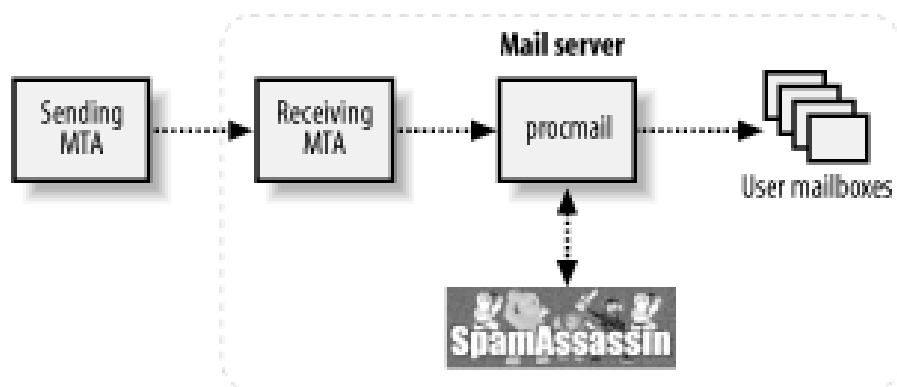 Mail server
Sending
MTA
Receiving
MTA
procmail
User mailboxes
SpamAssassin